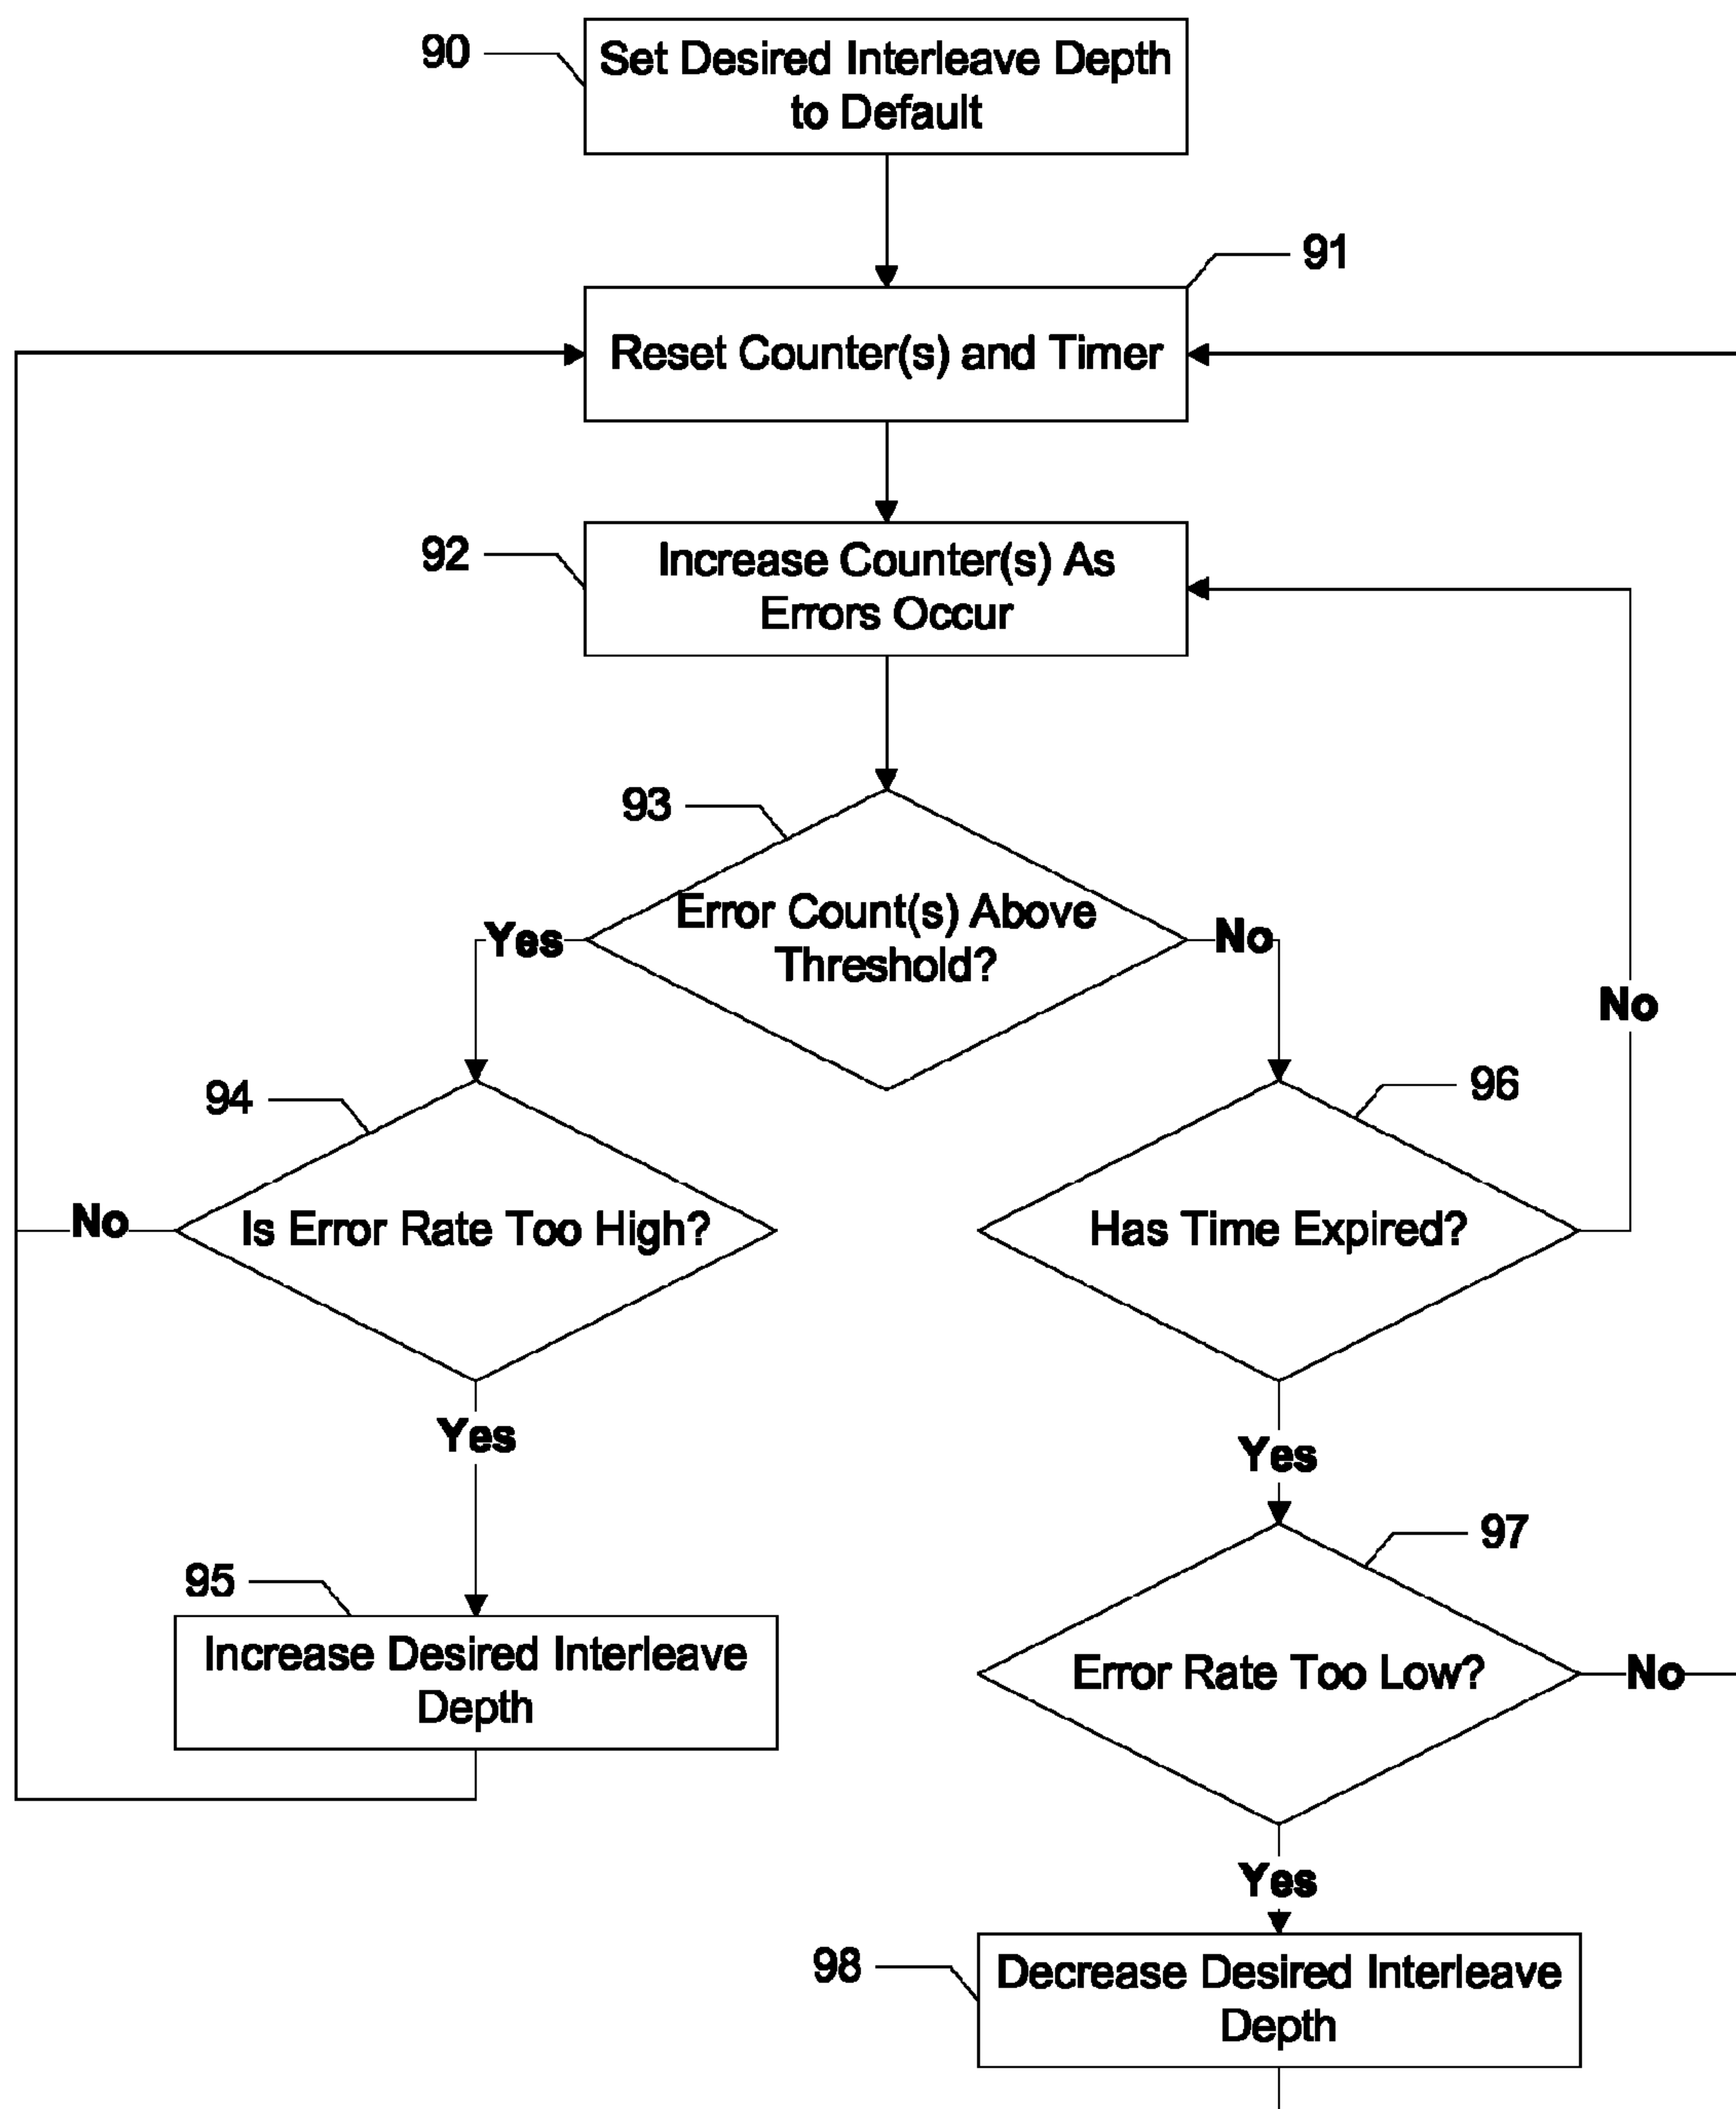 90
Set Desired Interleave Depth
to Default
91
Reset Counter(s) and Timer
92
Increase Counter(s) As
Errors Occur
93
Error Count(s) Above
Threshold?
Yes
No
No
94
Is Error Rate Too High?
No
Yes
96
Has Time Expired?
Yes
95
Increase Desired Interleave
Depth
97
Error Rate Too Low?
No
Yes
98
Decrease Desired Interleave
Depth